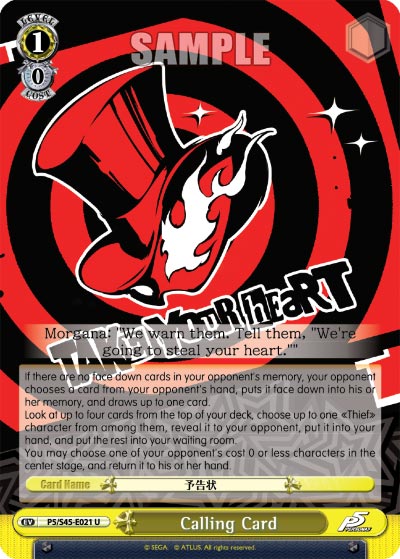 LEVEL
1
0
COST
SAMPLE
TAKE YOUR HEART
Morgana: "We warn them. Tell them, "We're
going to steal your heart.""
If there are no face down cards in your opponent's memory, your opponent
chooses a card from your opponent's hand, puts it face down into his or
her memory, and draws up to one card.
Look at up to four cards from the top of your deck, choose up to one «Thief»
character from among them, reveal it to your opponent, put it into your
hand, and put the rest into your waiting room.
You may choose one of your opponent's cost 0 or less characters in the
center stage, and return it to his or her hand.
Card Name 予告状
EV P5/S45-E021 U Calling Card P5 PERSONA5
© SEGA. © ATLUS. All rights reserved.